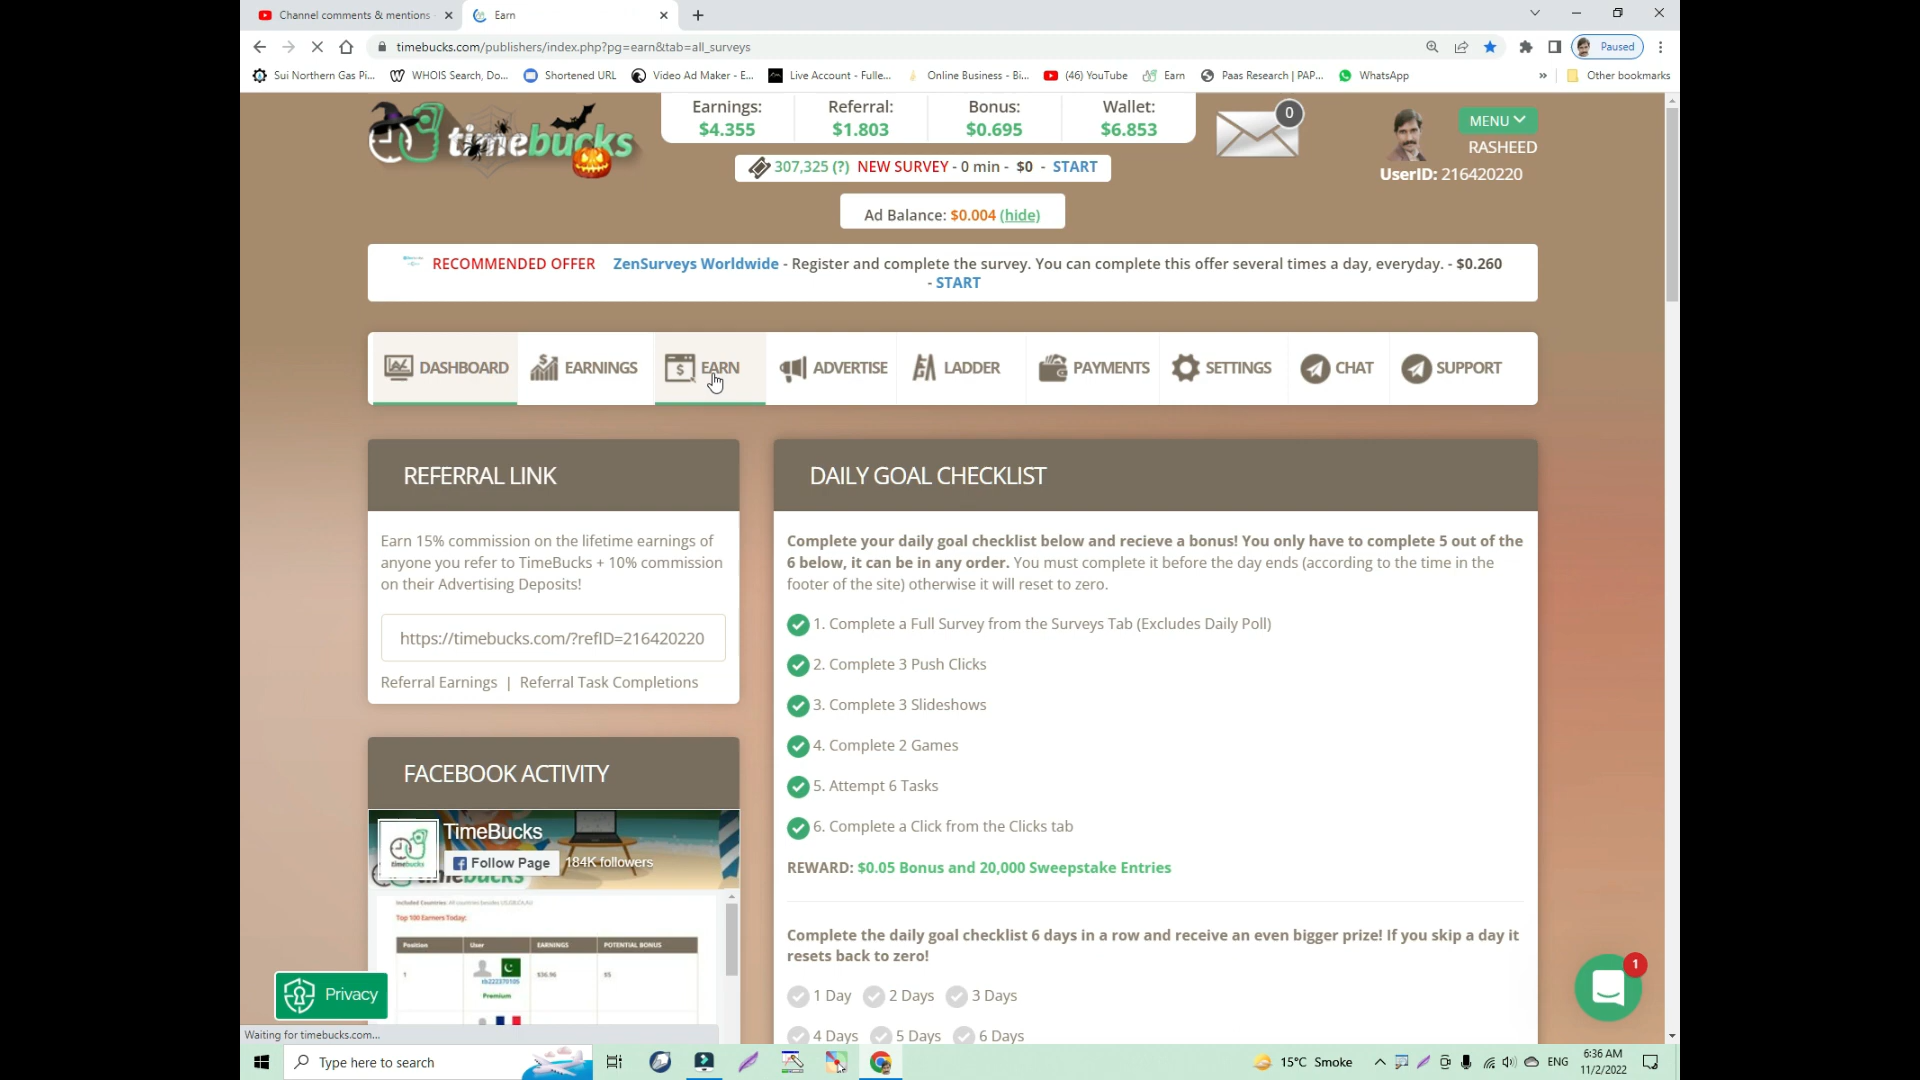 Channel comments & mentions
Earn
timebucks.com/publishers/index.php?pg=earn&tab=all_surveys
Paused
Sui Northern Gas Pi...
WHOIS Search, Do...
Shortened URL
Video Ad Maker - E...
Live Account - Fulle...
Online Business - Bi...
(46) YouTube
Earn
Paas Research | PAP...
WhatsApp
»
Other bookmarks
timebucks
Earnings:
$4.355
Referral:
$1.803
Bonus:
$0.695
Wallet:
$6.853
0
MENU
RASHEED
UserID: 216420220
307,325 (?) NEW SURVEY - 0 min - $0 - START
Ad Balance: $0.004 (hide)
RECOMMENDED OFFER ZenSurveys Worldwide - Register and complete the survey. You can complete this offer several times a day, everyday. - $0.260
- START
DASHBOARD
EARNINGS
EARN
ADVERTISE
LADDER
PAYMENTS
SETTINGS
CHAT
SUPPORT
REFERRAL LINK
Earn 15% commission on the lifetime earnings of
anyone you refer to TimeBucks + 10% commission
on their Advertising Deposits!
https://timebucks.com/?refID=216420220
Referral Earnings | Referral Task Completions
FACEBOOK ACTIVITY
TimeBucks
Follow Page
184K followers
timebucks
Top 100 Earners Today:
Position User EARNINGS POTENTIAL BONUS
1
$36.96
$5
Premium
DAILY GOAL CHECKLIST
Complete your daily goal checklist below and recieve a bonus! You only have to complete 5 out of the
6 below, it can be in any order. You must complete it before the day ends (according to the time in the
footer of the site) otherwise it will reset to zero.
1. Complete a Full Survey from the Surveys Tab (Excludes Daily Poll)
2. Complete 3 Push Clicks
3. Complete 3 Slideshows
4. Complete 2 Games
5. Attempt 6 Tasks
6. Complete a Click from the Clicks tab
REWARD: $0.05 Bonus and 20,000 Sweepstake Entries
Complete the daily goal checklist 6 days in a row and receive an even bigger prize! If you skip a day it
resets back to zero!
1 Day 2 Days 3 Days
4 Days 5 Days 6 Days
1
Privacy
Waiting for timebucks.com...
Type here to search
15°C Smoke
ENG
6:36 AM
11/2/2022